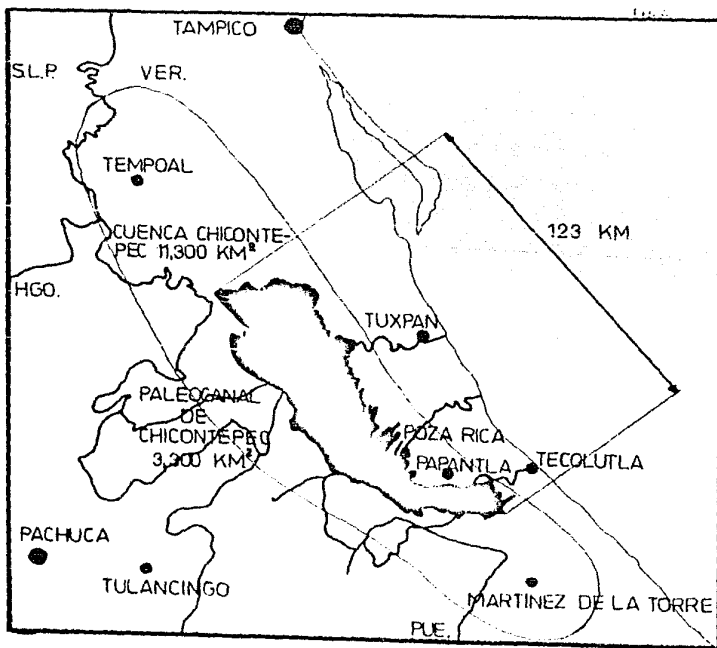 TAMPICO
S.L.P.
VER.
TEMPOAL
CUENCA CHICONTE-
PEC 11,300 KM²
123 KM
HGO.
TUXPAN
PALEOCANAL
DE
CHICONTEPEC
3,300 KM²
POZA RICA
PAPANTLA
TECOLUTLA
PACHUCA
TULANCINGO
MARTINEZ DE LA TORRE
PUE.